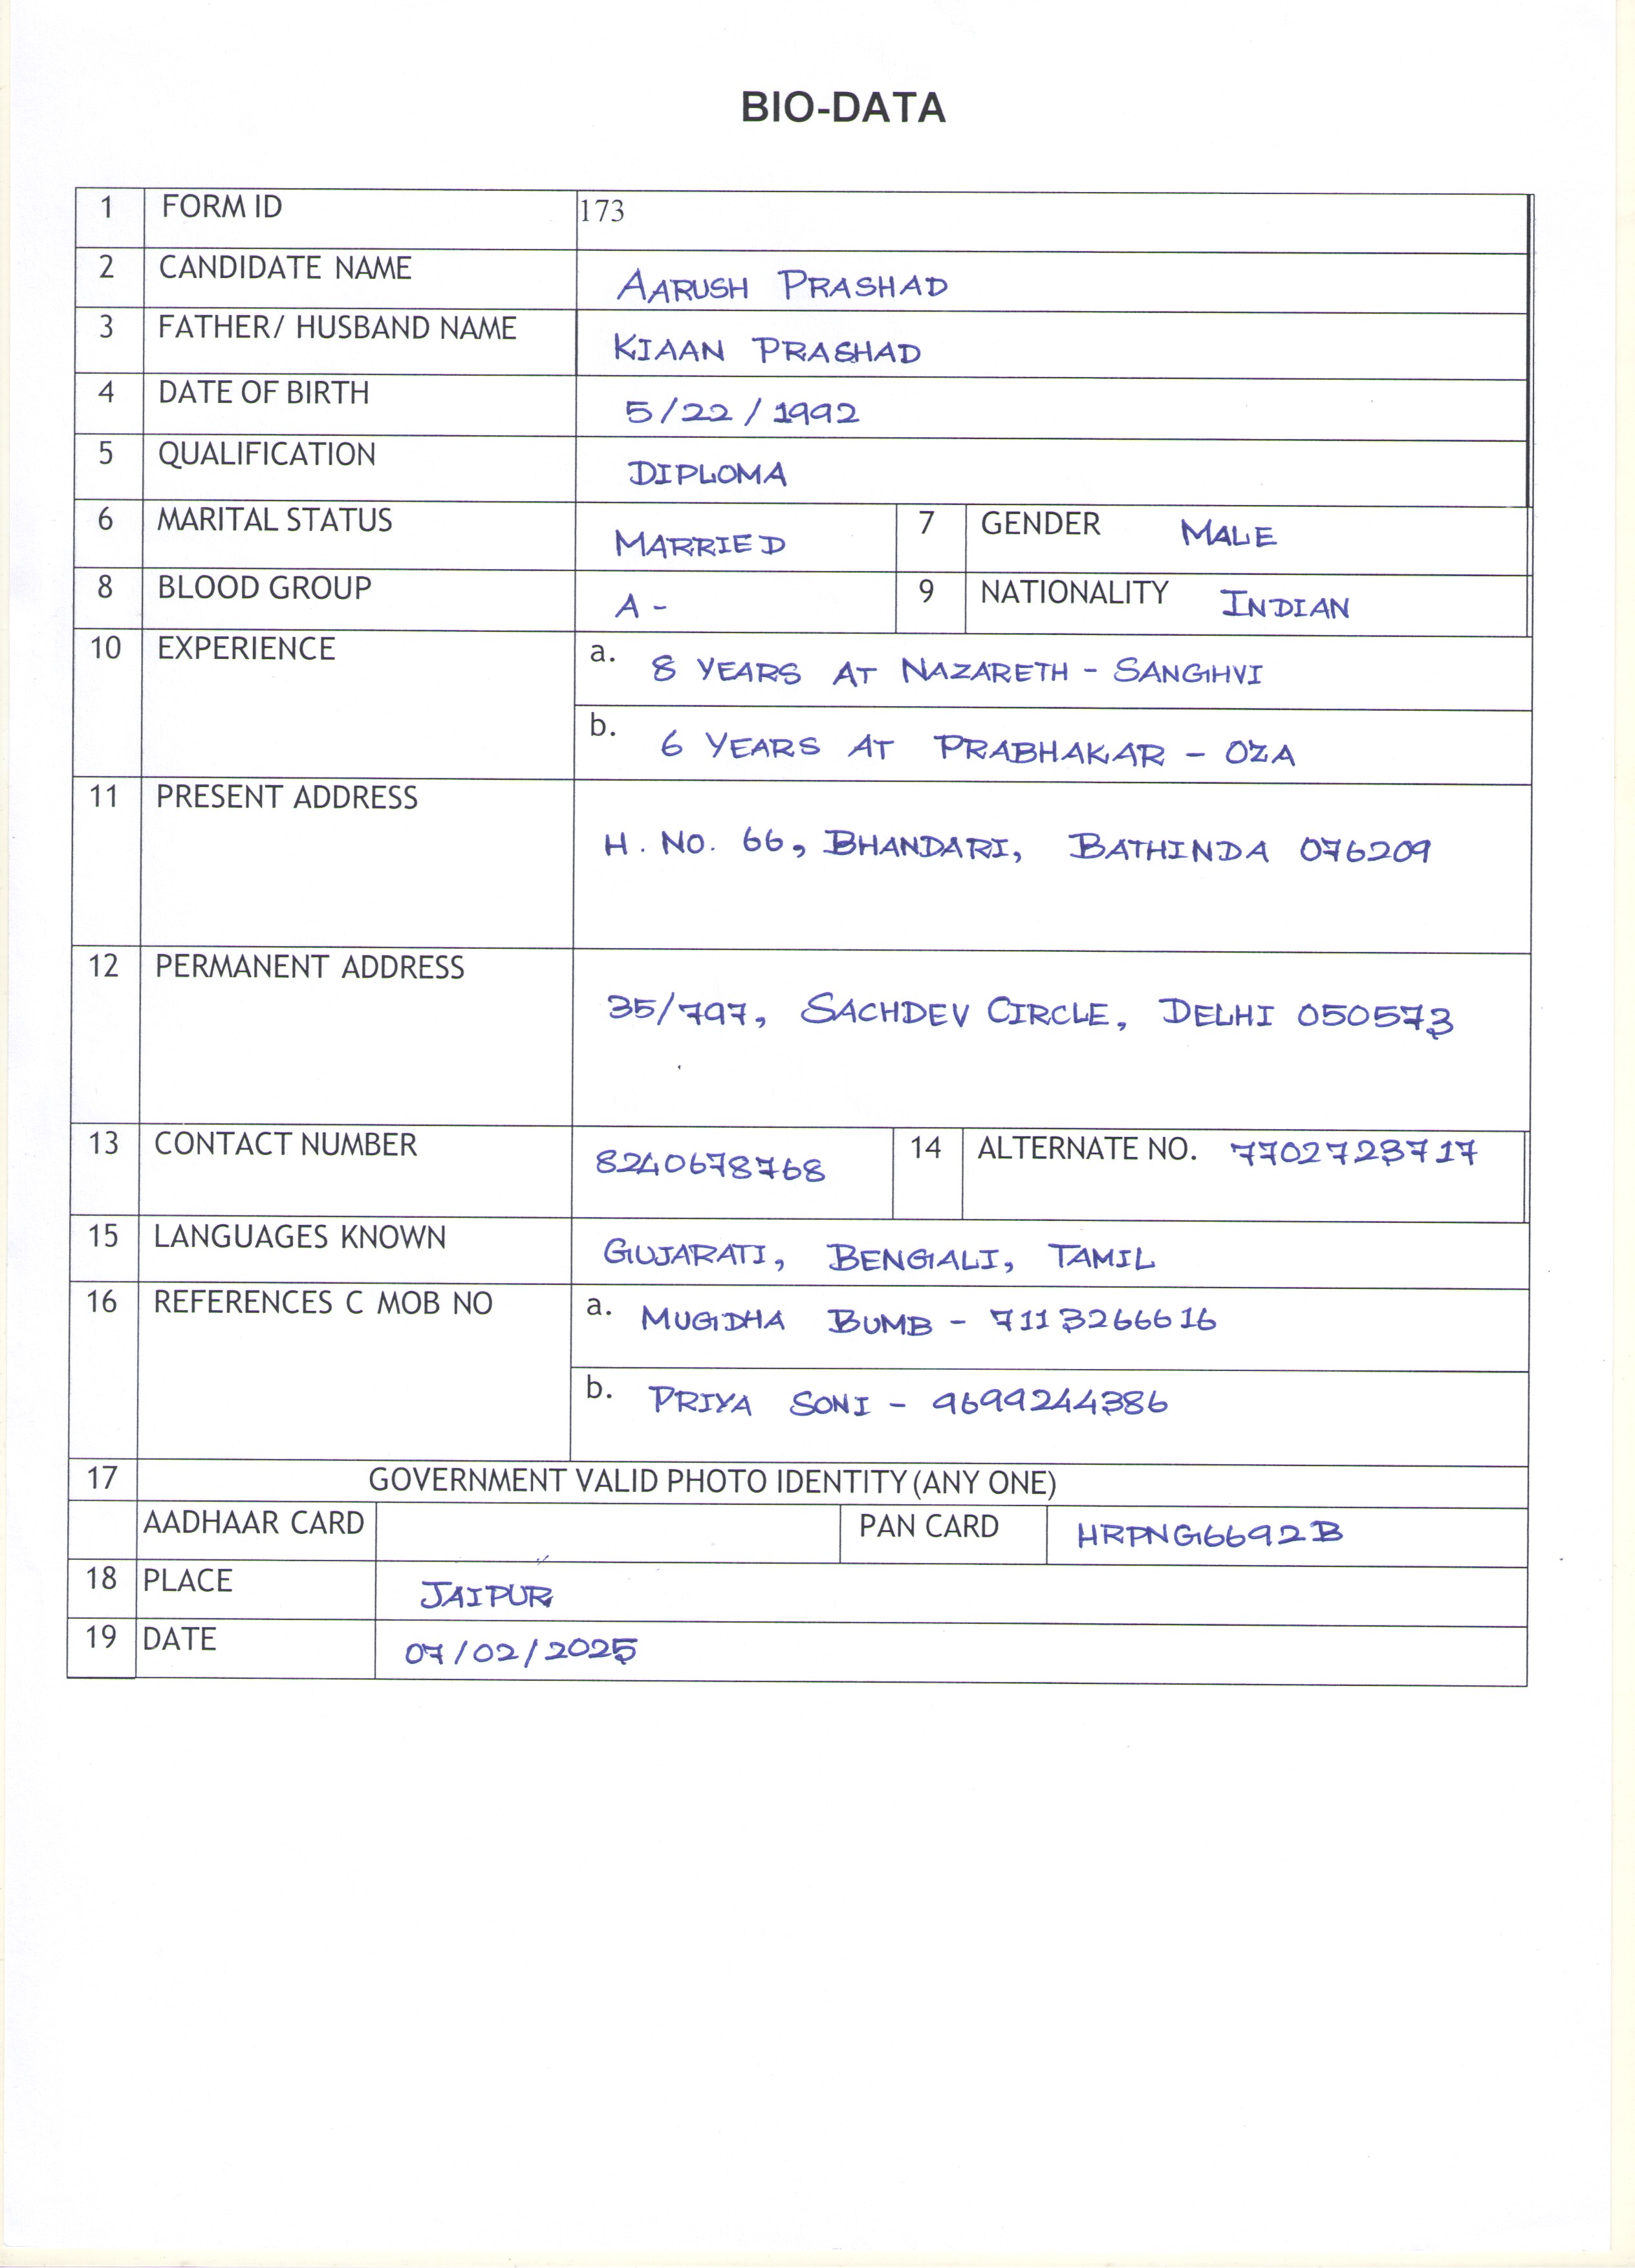 BIO-DATA
1 FORM ID 173
2 CANDIDATE NAME AARUSH PRASHAD
3 FATHER/ HUSBAND NAME KIAAN PRASHAD
4 DATE OF BIRTH 5/22/1992
5 QUALIFICATION DIPLOMA
6 MARITAL STATUS MARRIED 7 GENDER MALE
8 BLOOD GROUP A- 9 NATIONALITY INDIAN
10 EXPERIENCE a. 8 YEARS AT NAZARETH - SANGHVI
b. 6 YEARS AT PRABHAKAR - OZA
11 PRESENT ADDRESS H. NO. 66, BHANDARI, BATHINDA 076209
12 PERMANENT ADDRESS 35/797, SACHDEV CIRCLE, DELHI 050573
13 CONTACT NUMBER 8240678768 14 ALTERNATE NO. 7702723717
15 LANGUAGES KNOWN GUJARATI, BENGALI, TAMIL
16 REFERENCES C MOB NO a. MUGDHA BUMB - 7113266616
b. PRIYA SONI - 9699244386
17 GOVERNMENT VALID PHOTO IDENTITY (ANY ONE)
AADHAAR CARD PAN CARD HRPNG6692B
18 PLACE JAIPUR
19 DATE 07/02/2025